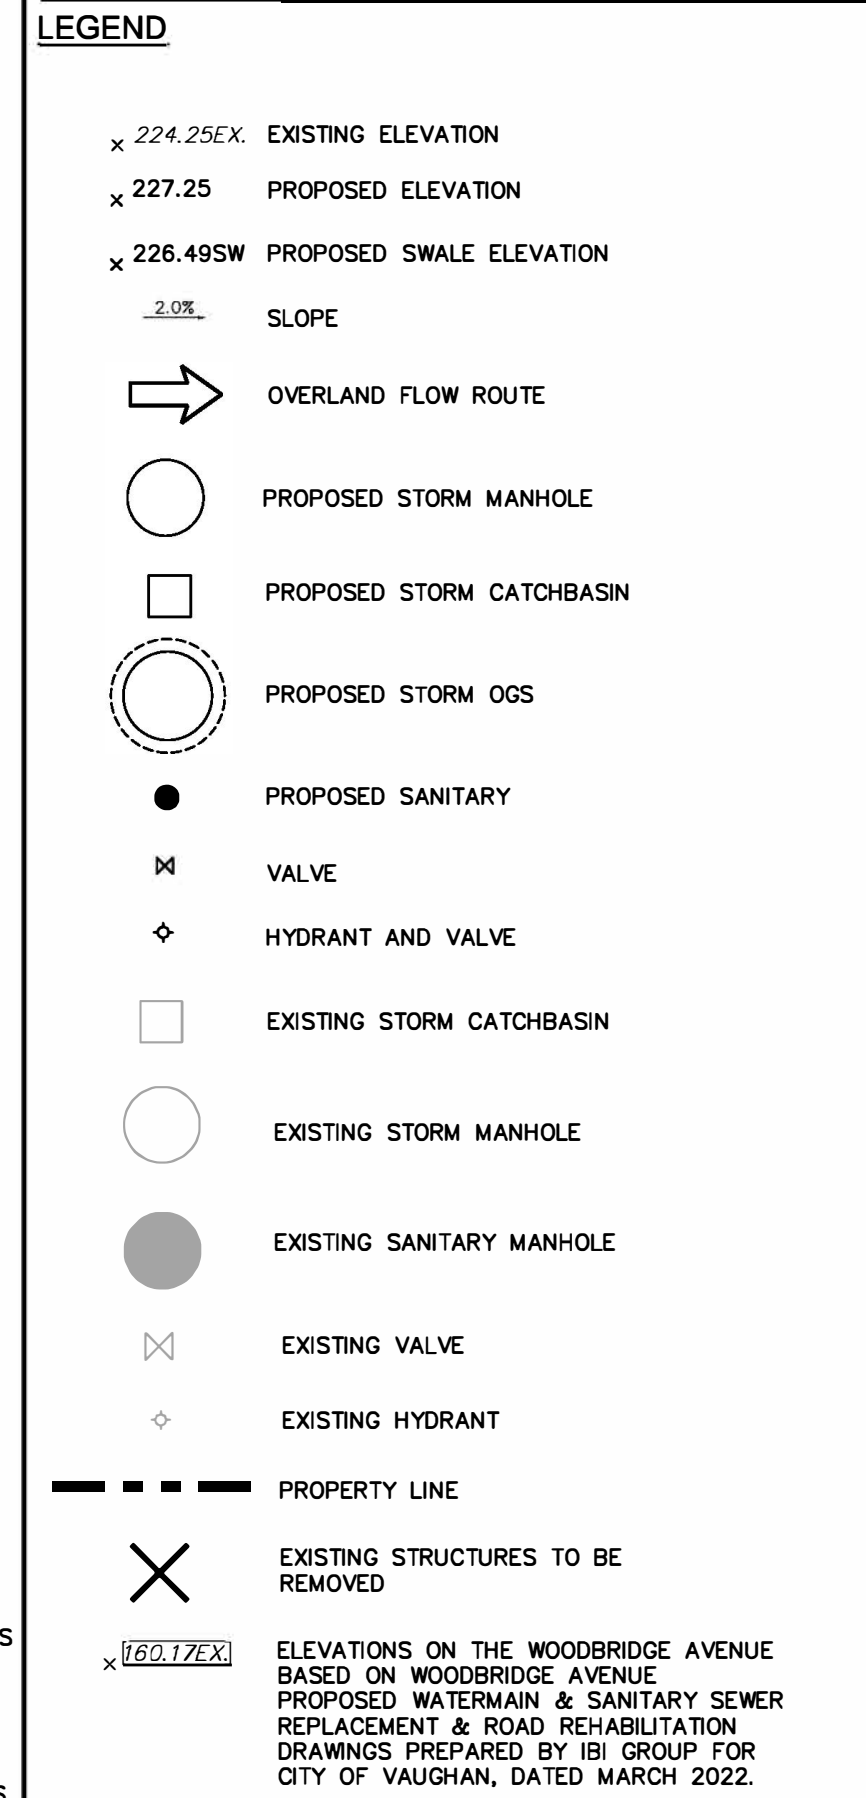 LEGEND
x 224.25EX. EXISTING ELEVATION
x 227.25 PROPOSED ELEVATION
x 226.49SW PROPOSED SWALE ELEVATION
2.0% SLOPE
OVERLAND FLOW ROUTE
PROPOSED STORM MANHOLE
PROPOSED STORM CATCHBASIN
PROPOSED STORM OGS
PROPOSED SANITARY
VALVE
HYDRANT AND VALVE
EXISTING STORM CATCHBASIN
EXISTING STORM MANHOLE
EXISTING SANITARY MANHOLE
EXISTING VALVE
EXISTING HYDRANT
PROPERTY LINE
EXISTING STRUCTURES TO BE
REMOVED
S
x 160.17EX. ELEVATIONS ON THE WOODBRIDGE AVENUE
BASED ON WOODBRIDGE AVENUE
PROPOSED WATERMAIN & SANITARY SEWER
REPLACEMENT & ROAD REHABILITATION
DRAWINGS PREPARED BY IBI GROUP FOR
CITY OF VAUGHAN, DATED MARCH 2022.